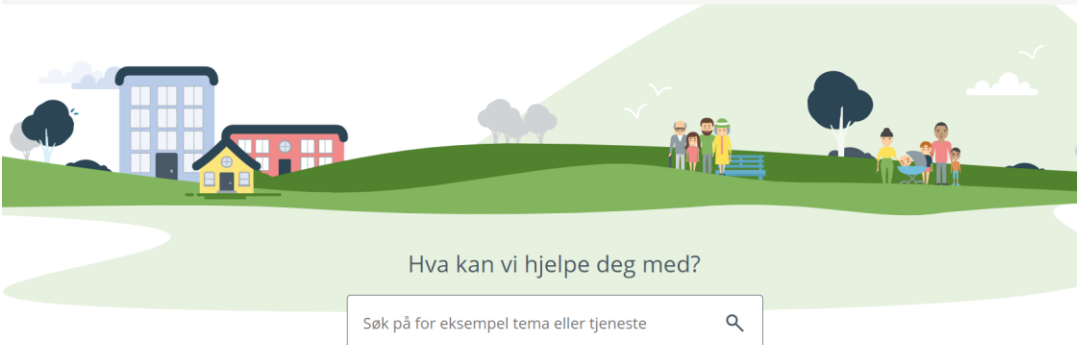 Hva kan vi hjelpe deg med?
Søk på for eksempel tema eller tjeneste